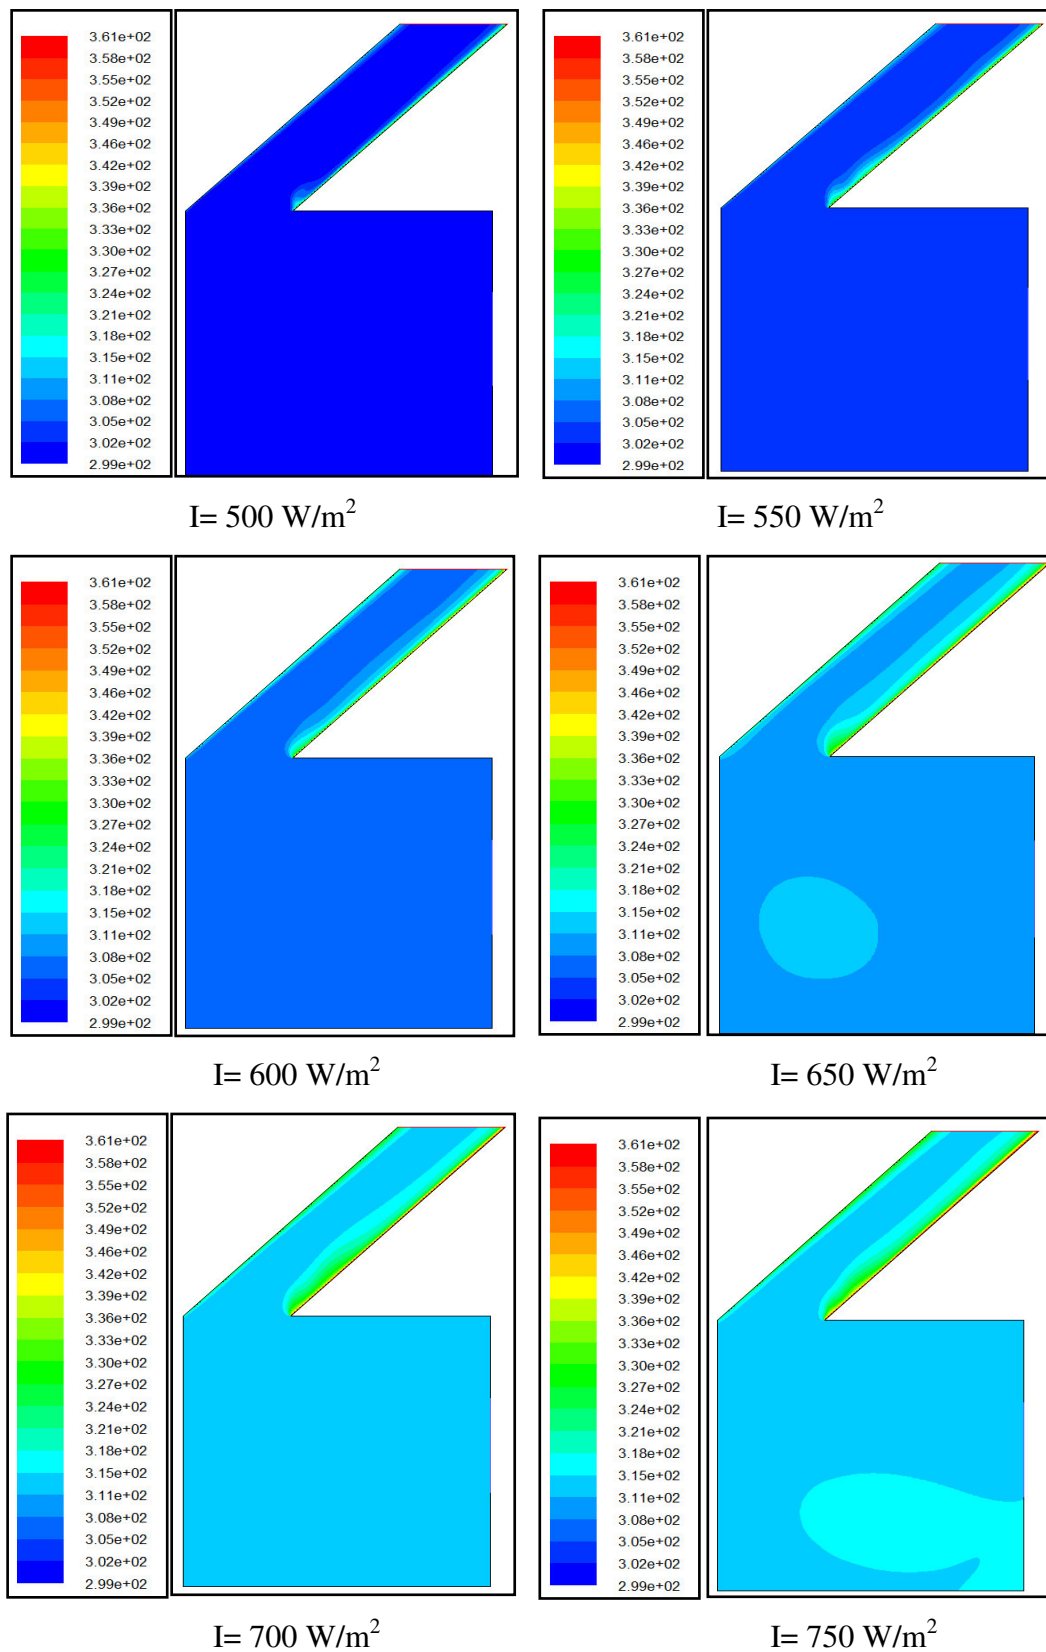 3.61e+02
3.58e+02
3.55e+02
3.52e+02
3.49e+02
3.46e+02
3.42e+02
3.39e+02
3.36e+02
3.33e+02
3.30e+02
3.27e+02
3.24e+02
3.21e+02
3.18e+02
3.15e+02
3.11e+02
3.08e+02
3.05e+02
3.02e+02
2.99e+02
I= 500 W/m²
3.61e+02
3.58e+02
3.55e+02
3.52e+02
3.49e+02
3.46e+02
3.42e+02
3.39e+02
3.36e+02
3.33e+02
3.30e+02
3.27e+02
3.24e+02
3.21e+02
3.18e+02
3.15e+02
3.11e+02
3.08e+02
3.05e+02
3.02e+02
2.99e+02
I= 550 W/m²
3.61e+02
3.58e+02
3.55e+02
3.52e+02
3.49e+02
3.46e+02
3.42e+02
3.39e+02
3.36e+02
3.33e+02
3.30e+02
3.27e+02
3.24e+02
3.21e+02
3.18e+02
3.15e+02
3.11e+02
3.08e+02
3.05e+02
3.02e+02
2.99e+02
I= 600 W/m²
3.61e+02
3.58e+02
3.55e+02
3.52e+02
3.49e+02
3.46e+02
3.42e+02
3.39e+02
3.36e+02
3.33e+02
3.30e+02
3.27e+02
3.24e+02
3.21e+02
3.18e+02
3.15e+02
3.11e+02
3.08e+02
3.05e+02
3.02e+02
2.99e+02
I= 650 W/m²
3.61e+02
3.58e+02
3.55e+02
3.52e+02
3.49e+02
3.46e+02
3.42e+02
3.39e+02
3.36e+02
3.33e+02
3.30e+02
3.27e+02
3.24e+02
3.21e+02
3.18e+02
3.15e+02
3.11e+02
3.08e+02
3.05e+02
3.02e+02
2.99e+02
I= 700 W/m²
3.61e+02
3.58e+02
3.55e+02
3.52e+02
3.49e+02
3.46e+02
3.42e+02
3.39e+02
3.36e+02
3.33e+02
3.30e+02
3.27e+02
3.24e+02
3.21e+02
3.18e+02
3.15e+02
3.11e+02
3.08e+02
3.05e+02
3.02e+02
2.99e+02
I= 750 W/m²